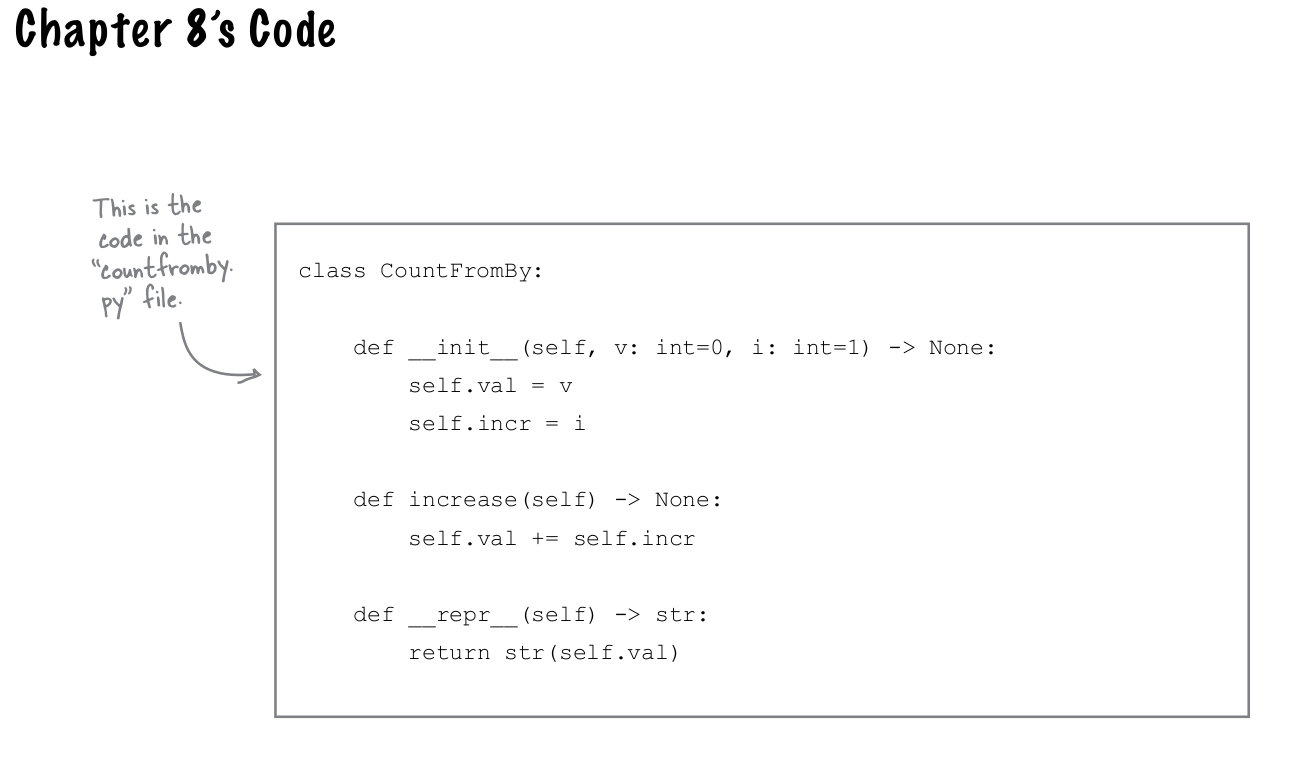 Chapter 8's Code
This is the
code in the
“countfromby.
py” file.
class CountFromBy:
    def __init__(self, v: int=0, i: int=1) -> None:
        self.val = v
        self.incr = i
    def increase(self) -> None:
        self.val += self.incr
    def __repr__(self) -> str:
        return str(self.val)